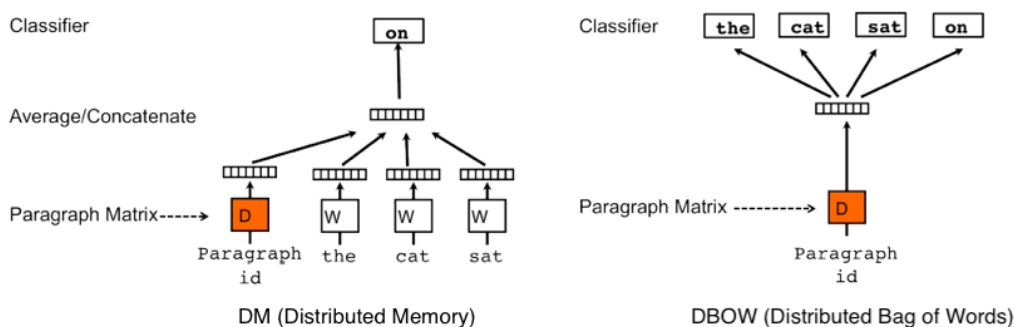 Classifier
on
Average/Concatenate
Paragraph Matrix
D
W
W
W
Paragraph
id
the
cat
sat
DM (Distributed Memory)
Classifier
the
cat
sat
on
Paragraph Matrix
D
Paragraph
id
DBOW (Distributed Bag of Words)